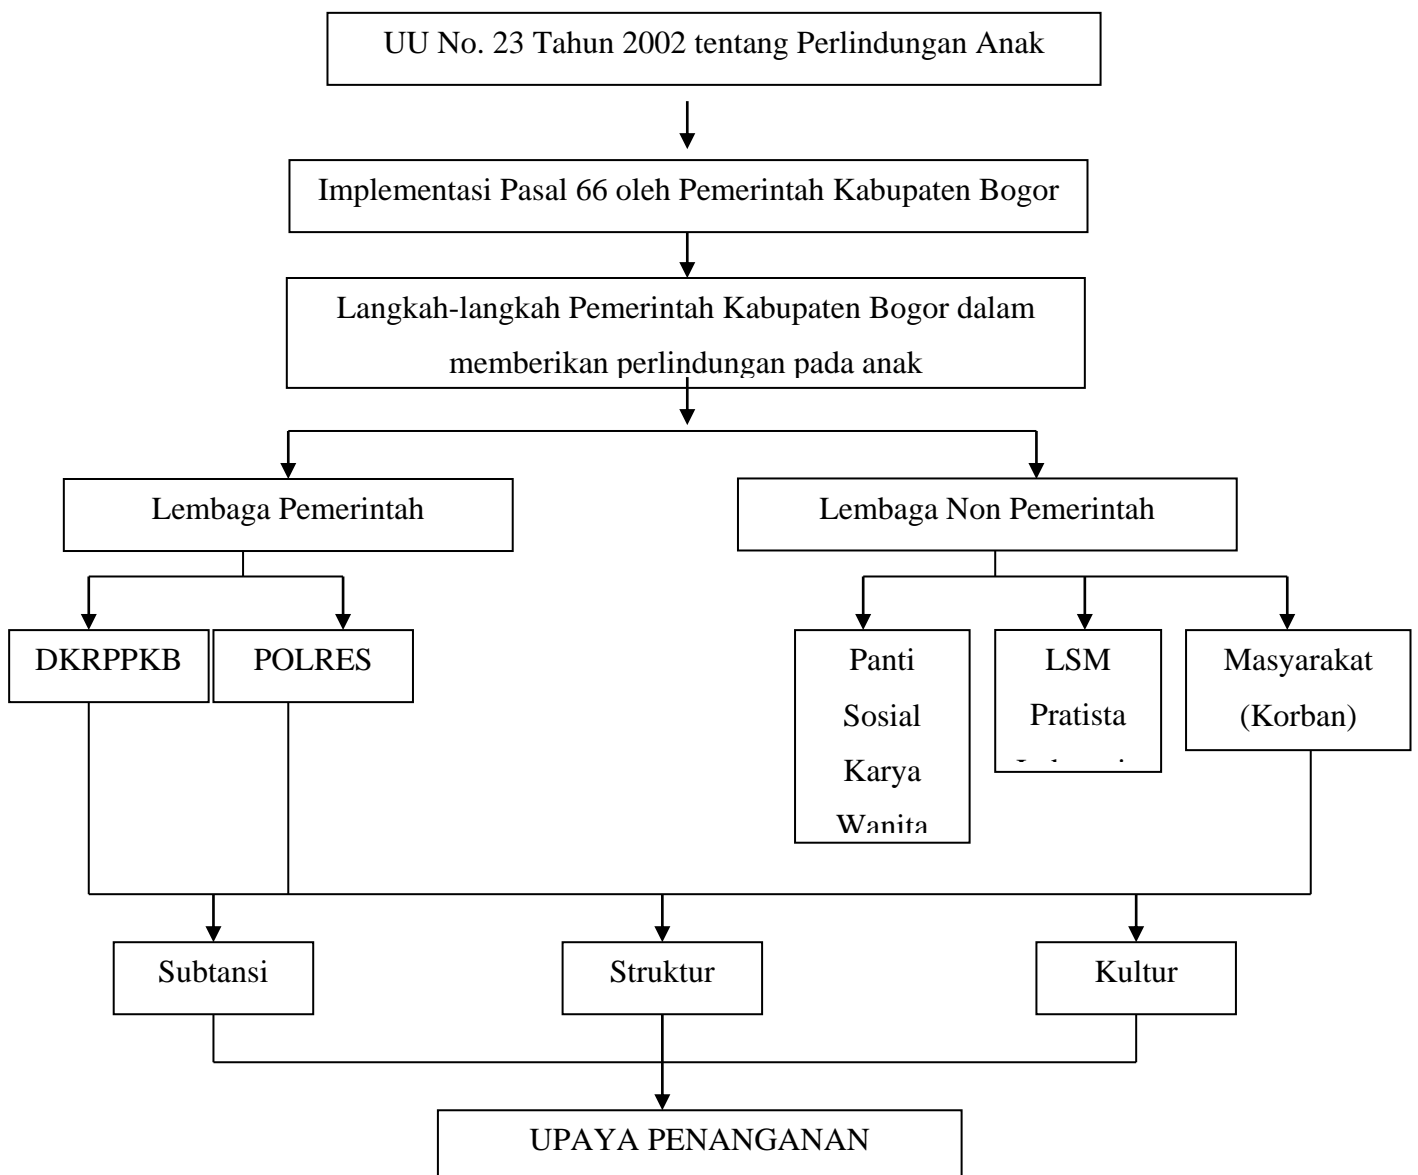 UU No. 23 Tahun 2002 tentang Perlindungan Anak
Implementasi Pasal 66 oleh Pemerintah Kabupaten Bogor
Langkah-langkah Pemerintah Kabupaten Bogor dalam
memberikan perlindungan pada anak
Lembaga Pemerintah
Lembaga Non Pemerintah
DKRPPKB
POLRES
Panti
Sosial
Karya
Wanita
LSM
Pratista
Masyarakat
(Korban)
Subtansi
Struktur
Kultur
UPAYA PENANGANAN